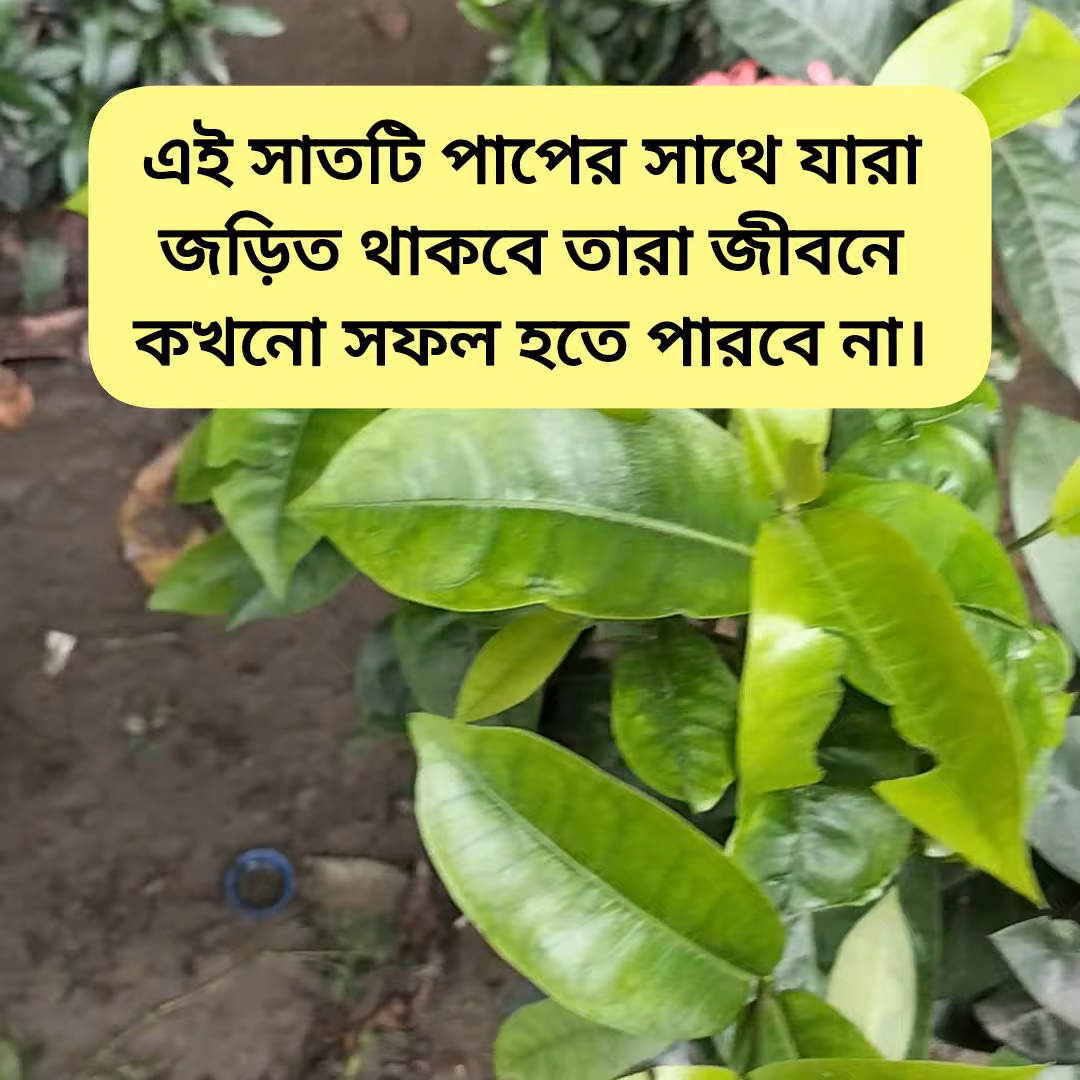 এই সাতটি পাপের সাথে যারা
জড়িত থাকবে তারা জীবনে
কখনো সফল হতে পারবে না।